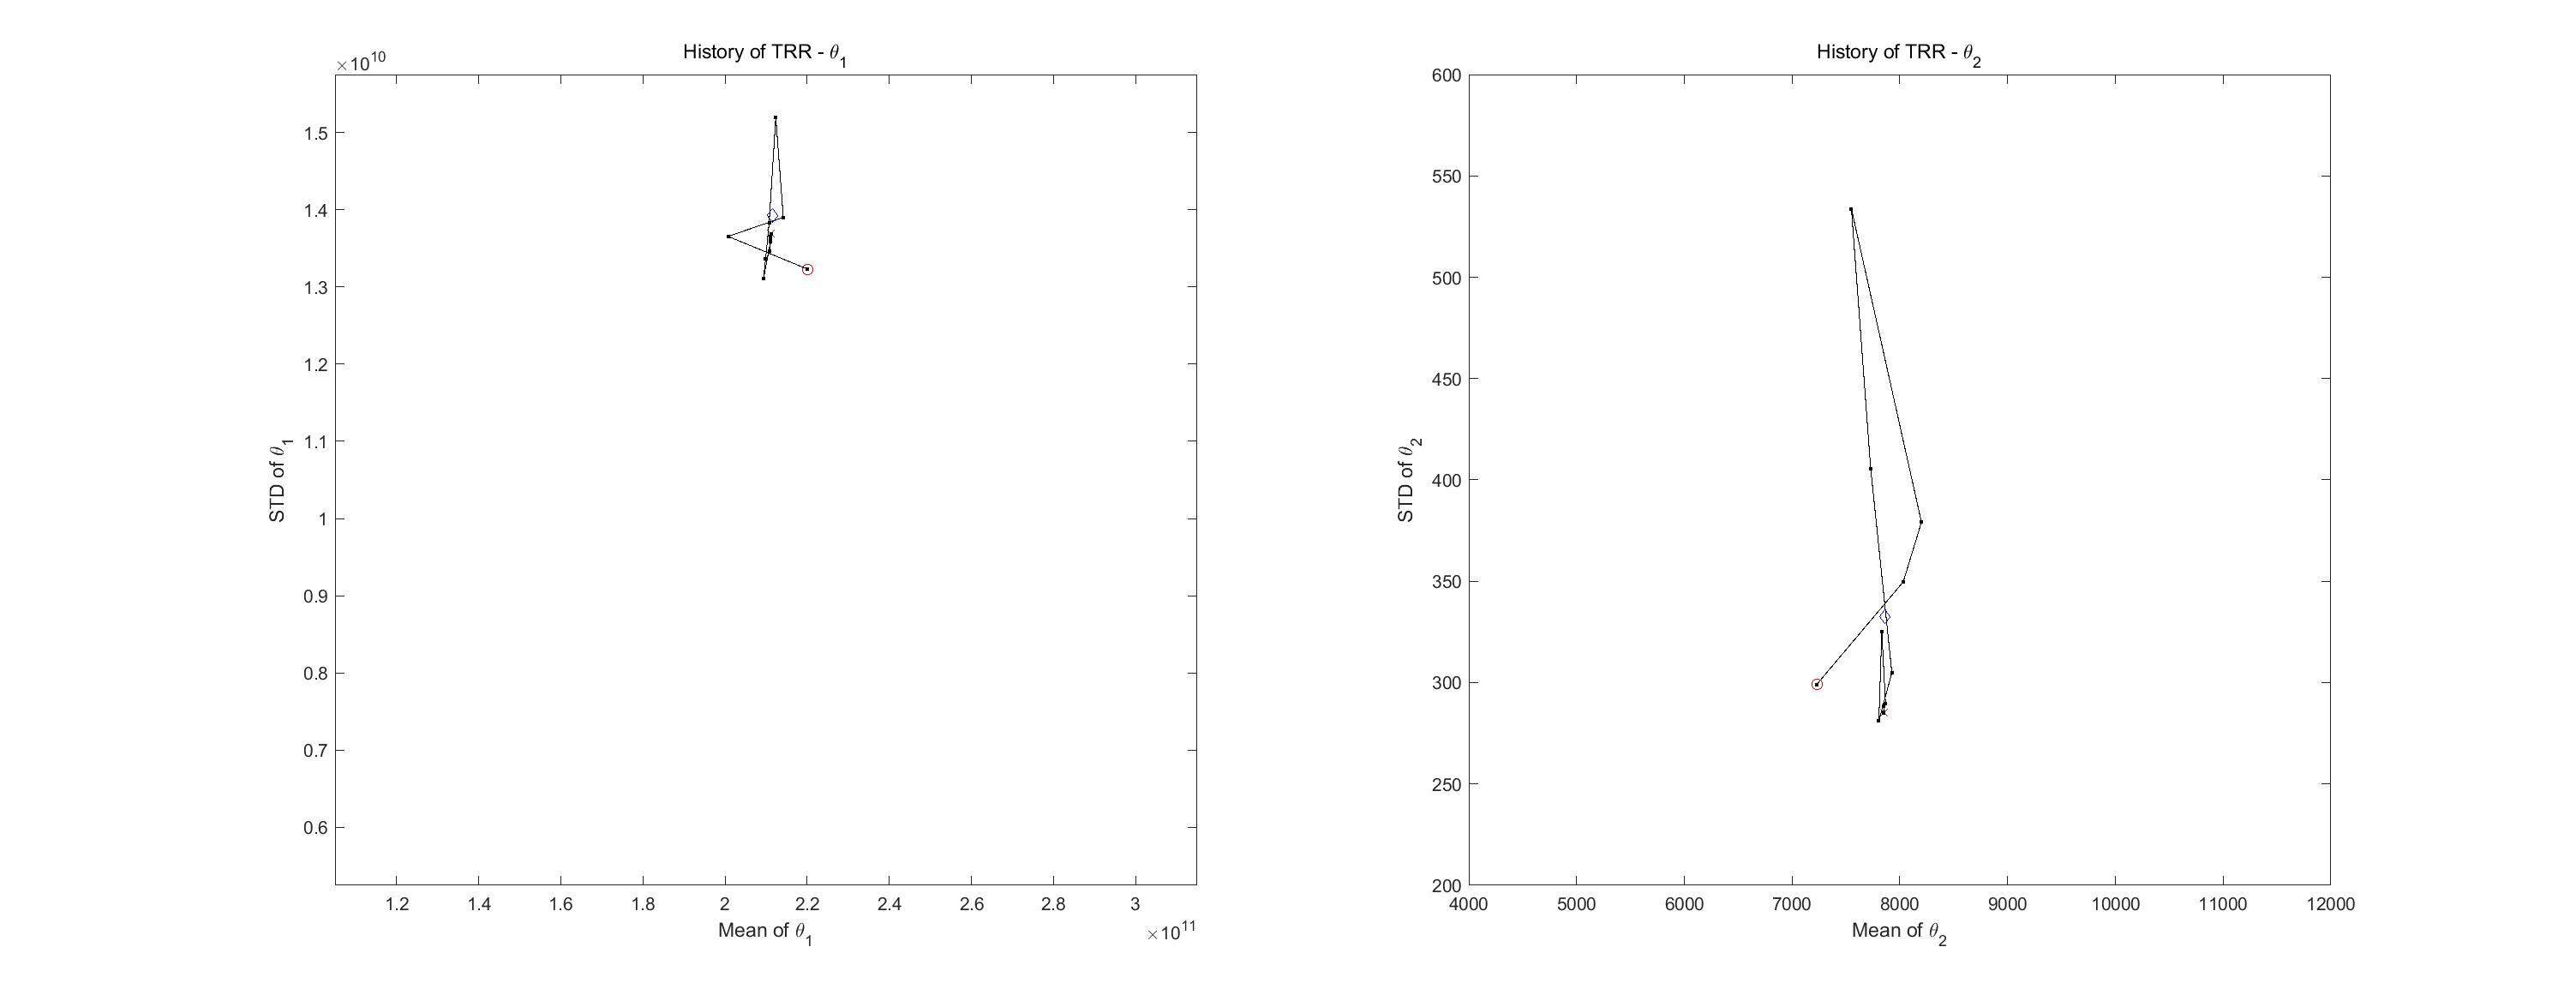 History of TRR - θ1
×10^10
1.5
1.4
1.3
1.2
1.1
1
0.9
0.8
0.7
0.6
STD of θ1
1.2 1.4 1.6 1.8 2 2.2 2.4 2.6 2.8 3
Mean of θ1
×10^11
History of TRR - θ2
600
550
500
450
400
350
300
250
200
STD of θ2
4000 5000 6000 7000 8000 9000 10000 11000 12000
Mean of θ2